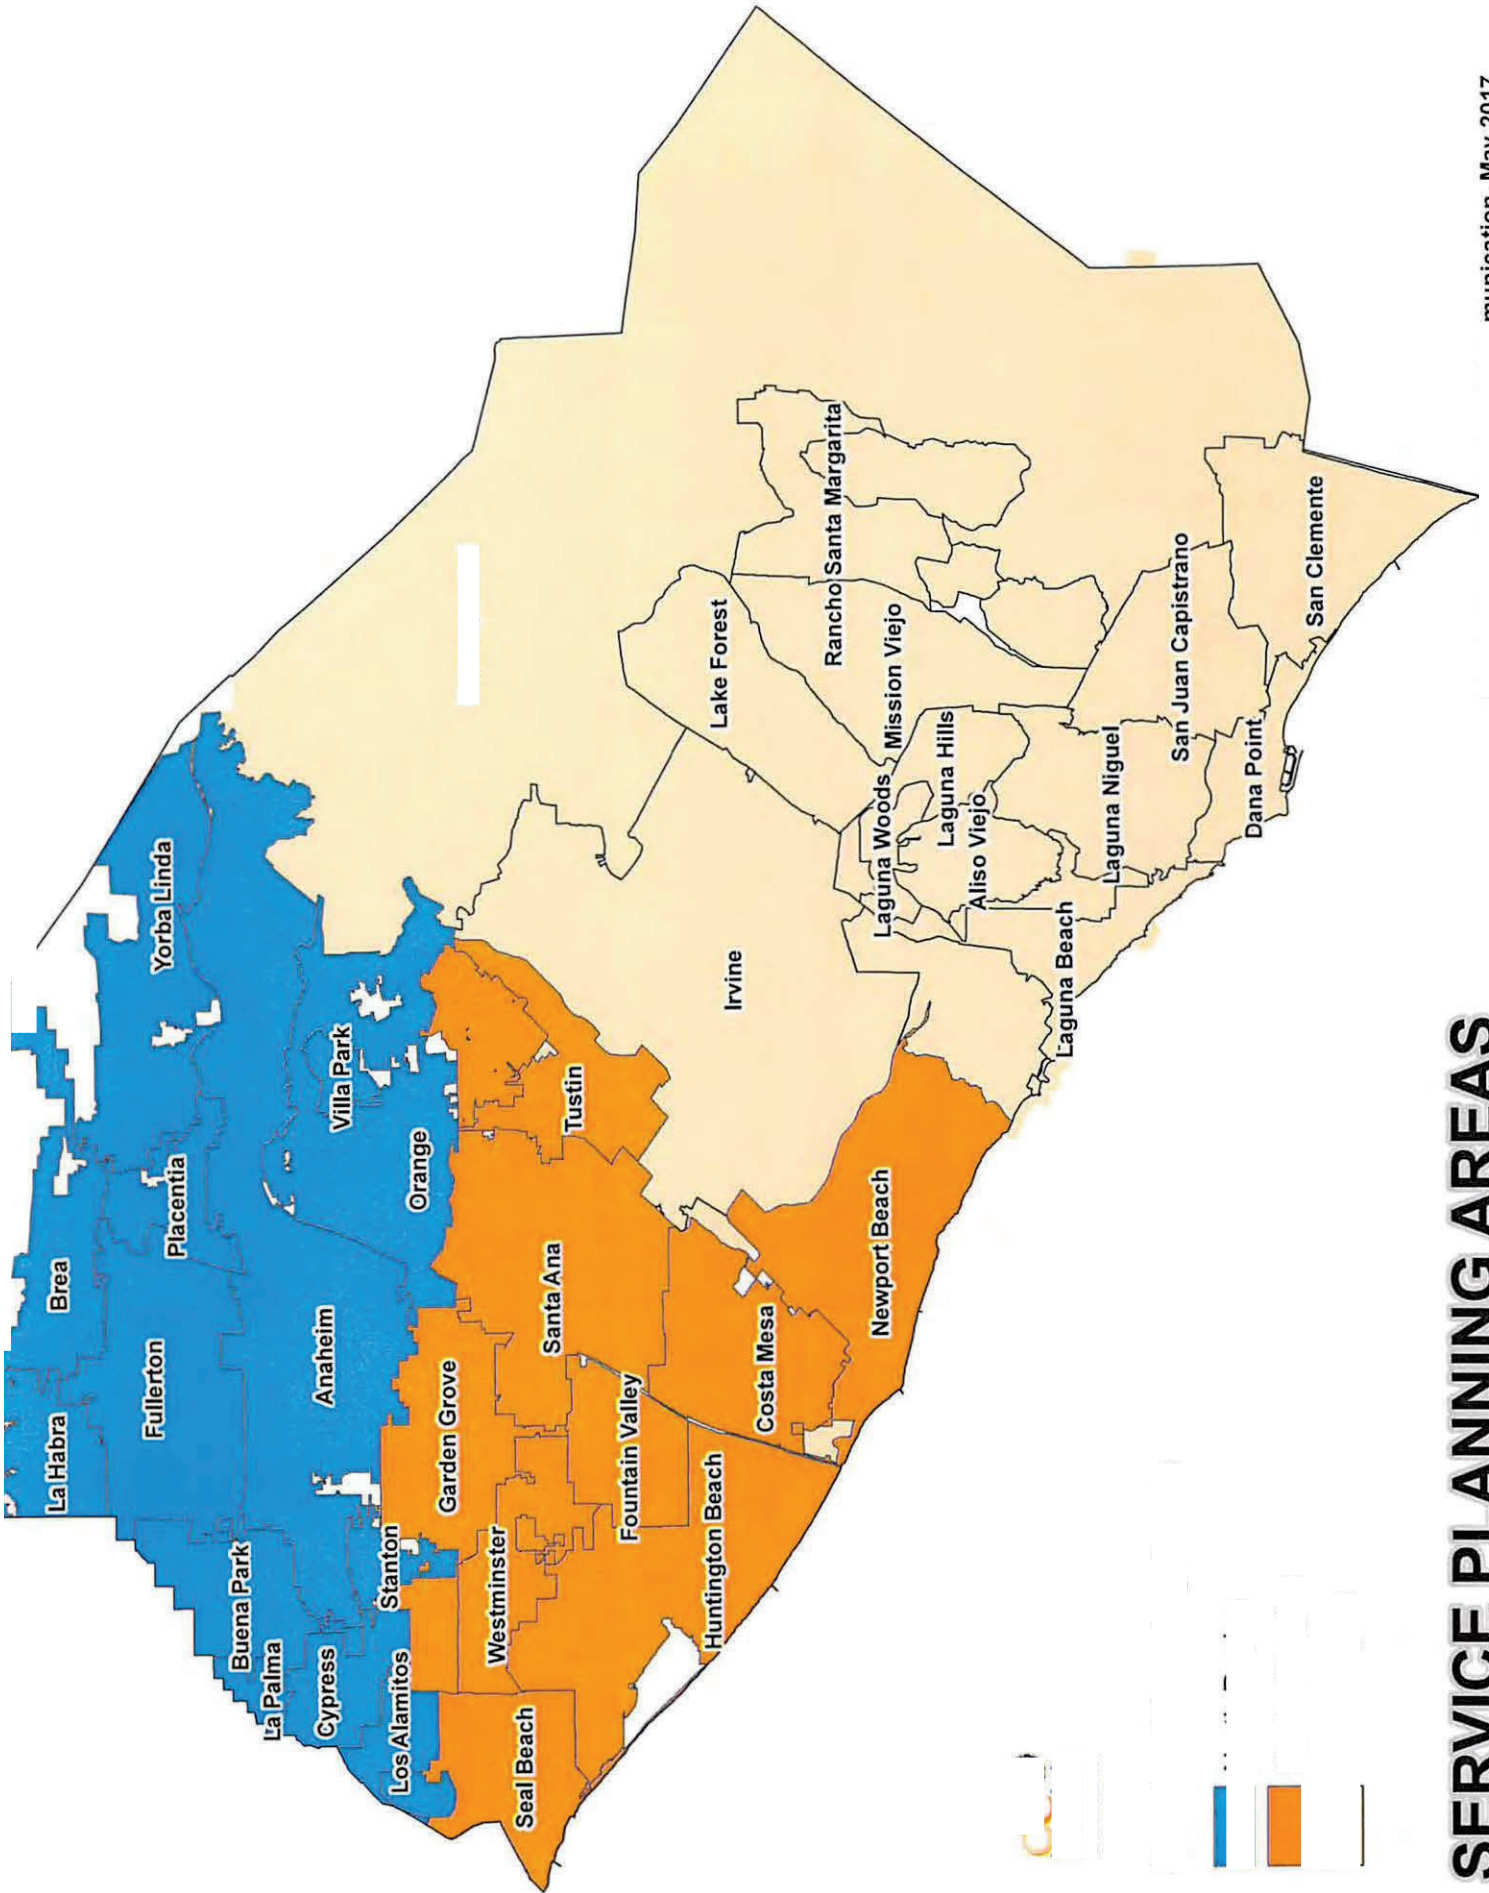 La Habra
Brea
Fullerton
Placentia
Yorba Linda
Buena Park
La Palma
Anaheim
Cypress
Villa Park
Los Alamitos
Stanton
Orange
Garden Grove
Westminster
Seal Beach
Santa Ana
Tustin
Fountain Valley
Huntington Beach
Costa Mesa
Newport Beach
Irvine
Lake Forest
Rancho Santa Margarita
Mission Viejo
Laguna Woods
Laguna Hills
Aliso Viejo
Laguna Beach
Laguna Niguel
San Juan Capistrano
Dana Point
San Clemente
SERVICE PLANNING AREAS
May 2017